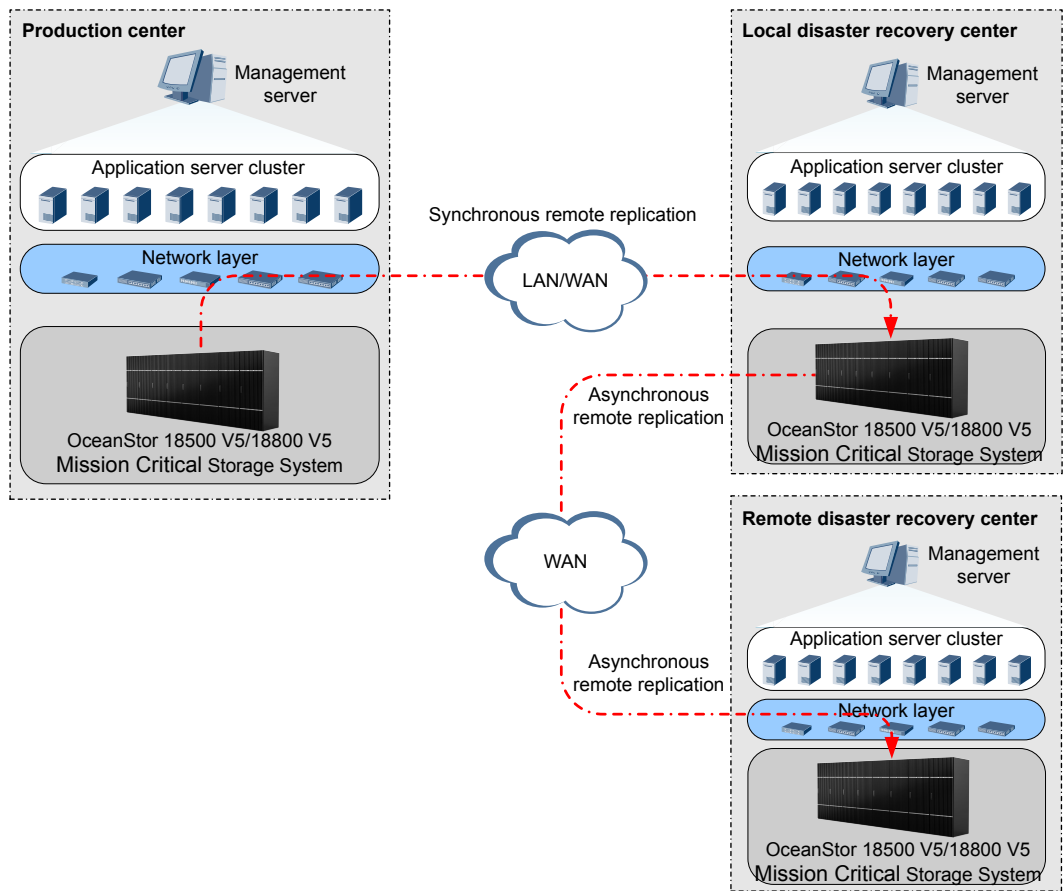 Production center
Management
server
Application server cluster
Network layer
OceanStor 18500 V5/18800 V5
Mission Critical Storage System
Synchronous remote replication
LAN/WAN
Local disaster recovery center
Management
server
Application server cluster
Network layer
OceanStor 18500 V5/18800 V5
Mission Critical Storage System
Asynchronous
remote replication
WAN
Asynchronous
remote replication
Remote disaster recovery center
Management
server
Application server cluster
Network layer
OceanStor 18500 V5/18800 V5
Mission Critical Storage System